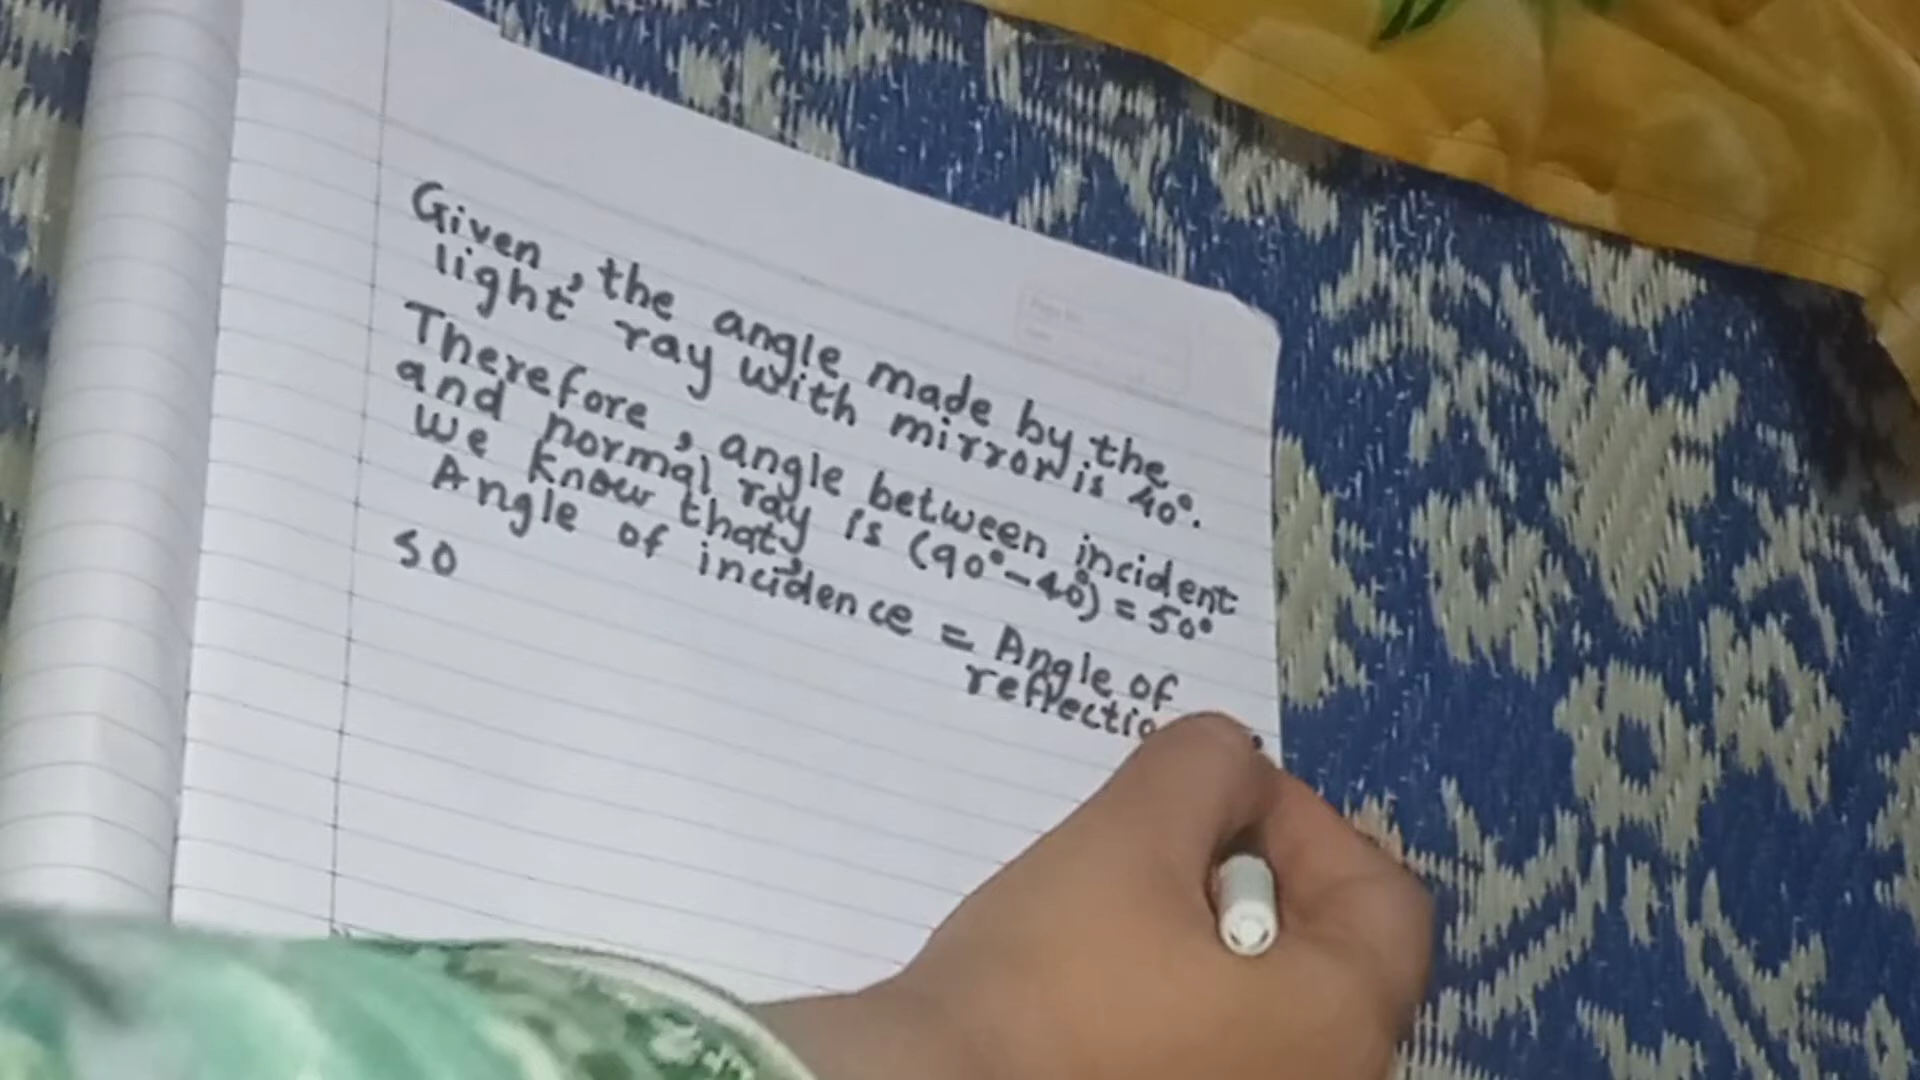 Given, the angle made by the
light ray with mirror is 40°.
Therefore, angle between incident
and normal ray is (90°-40°) = 50°
We know that,
Angle of incidence = Angle of
reflectio
so